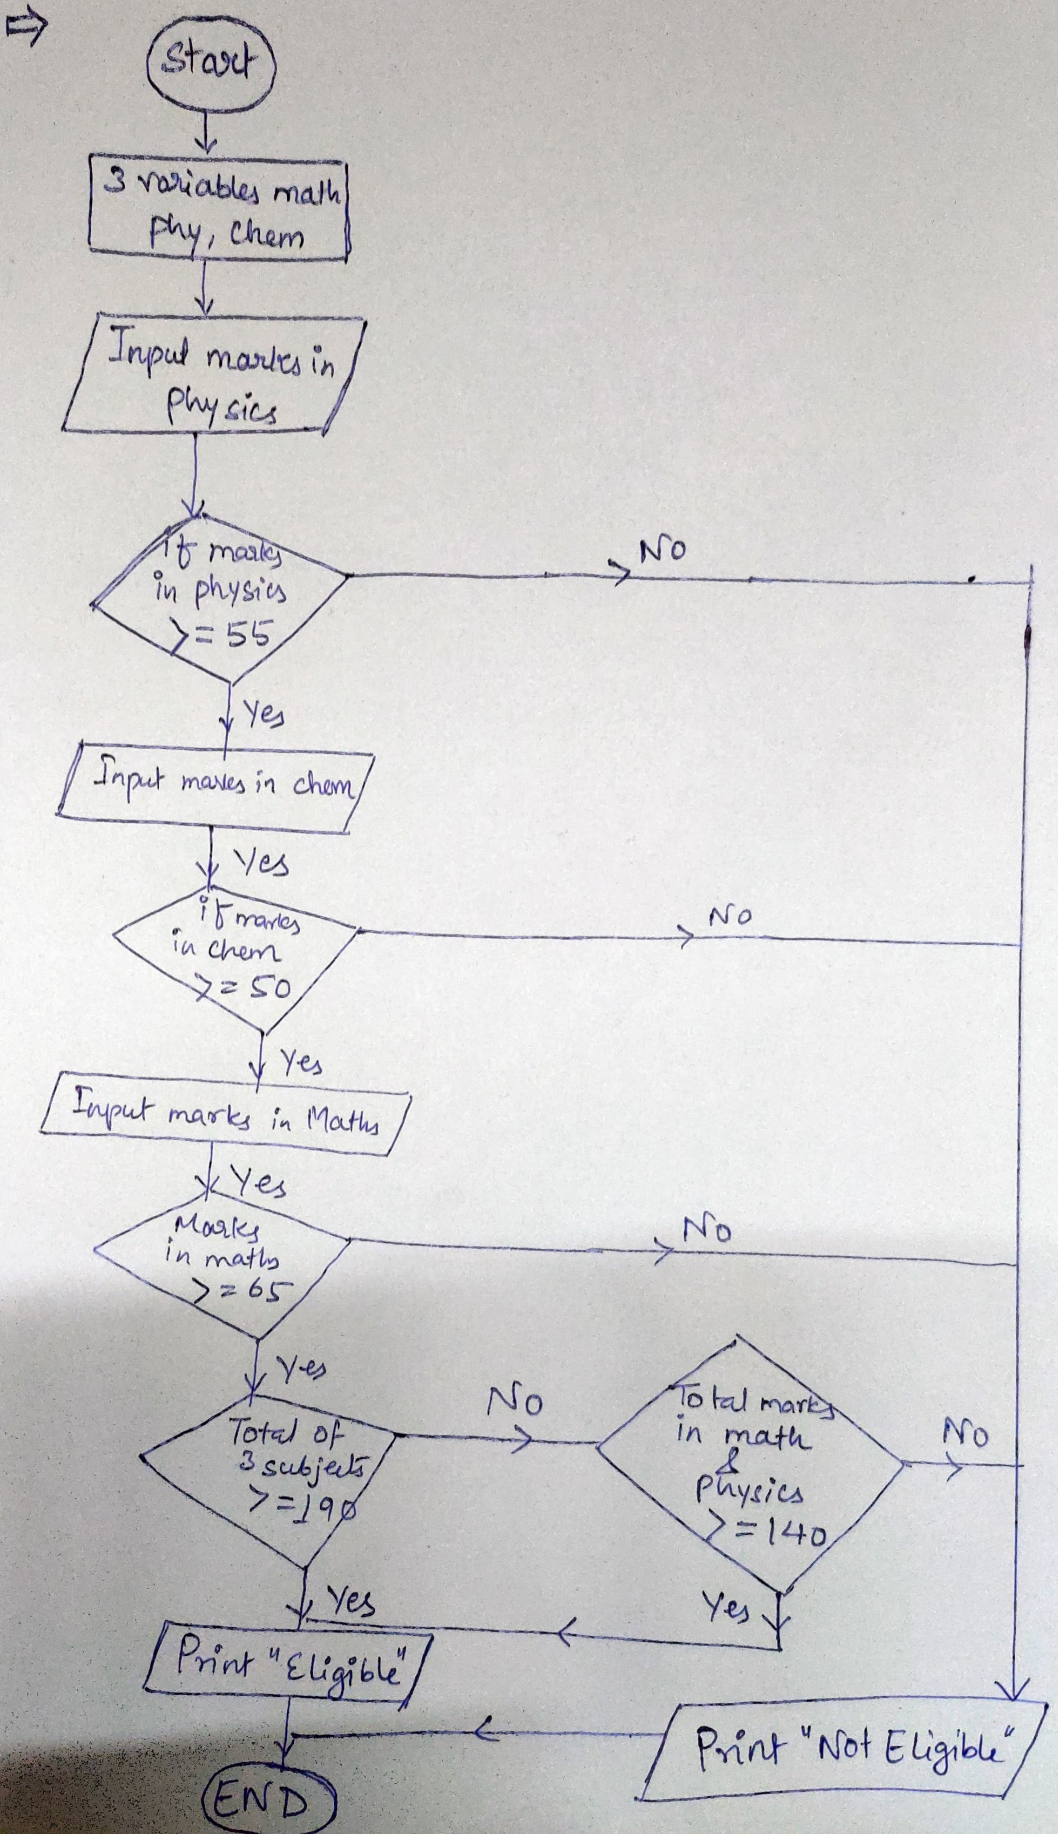 Start
3 variables math
phy, chem
Input marks in
physics
if marks
in physics
>= 55
No
Yes
Input marks in chem
Yes
if marks
in chem
>= 50
No
Yes
Input marks in Maths
Yes
Marks
in maths
>= 65
No
Yes
Total of
3 subjects
>=190
No
Total marks
in math
&
physics
>=140
No
Yes
Yes
Print "Eligible"
Print "Not Eligible"
END